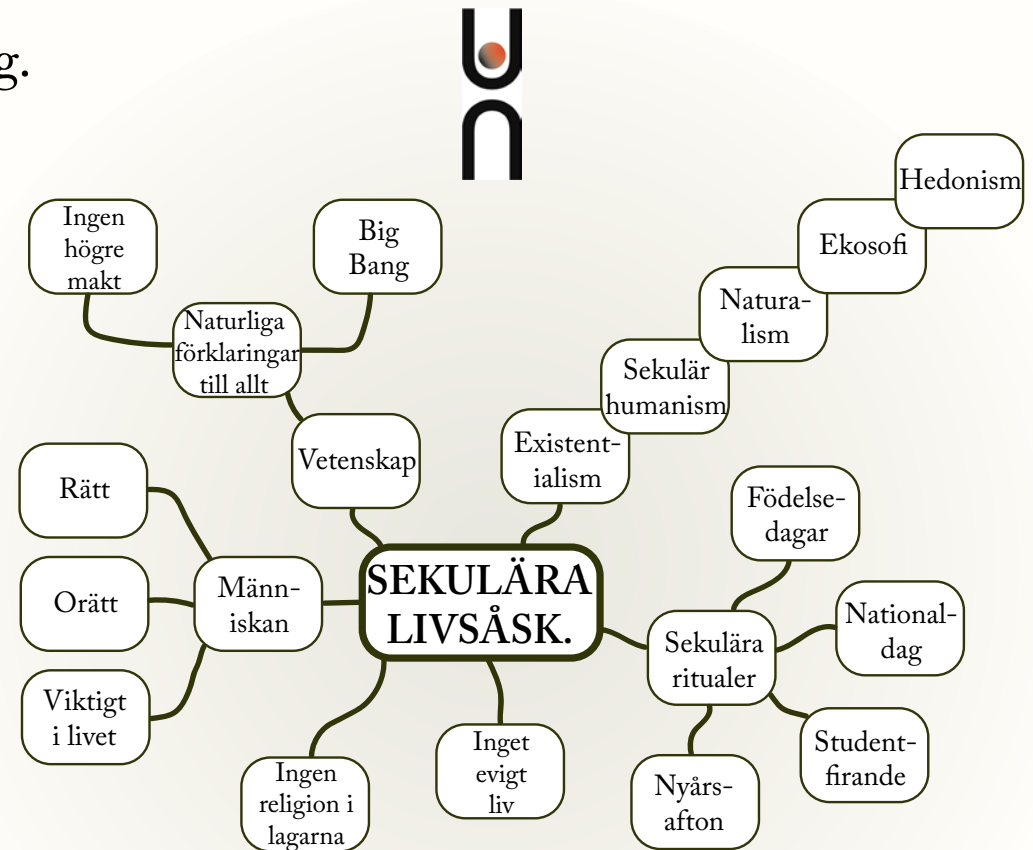 g.
Hedonism
Ekosofi
Natura-
lism
Sekulär
humanism
Existent-
ialism
Ingen
högre
makt
Big
Bang
Naturliga
förklaringar
till allt
Vetenskap
Rätt
Orätt
Viktigt
i livet
Männ-
iskan
SEKULÄRA
LIVSÅSK.
Födelse-
dagar
National-
dag
Sekulära
ritualer
Student-
firande
Nyårs-
afton
Inget
evigt
liv
Ingen
religion i
lagarna